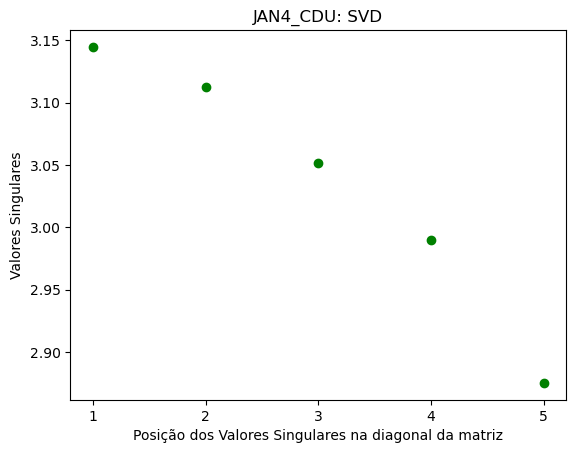 JAN4_CDU: SVD
Valores Singulares
3.15
3.10
3.05
3.00
2.95
2.90
1 2 3 4 5
Posição dos Valores Singulares na diagonal da matriz